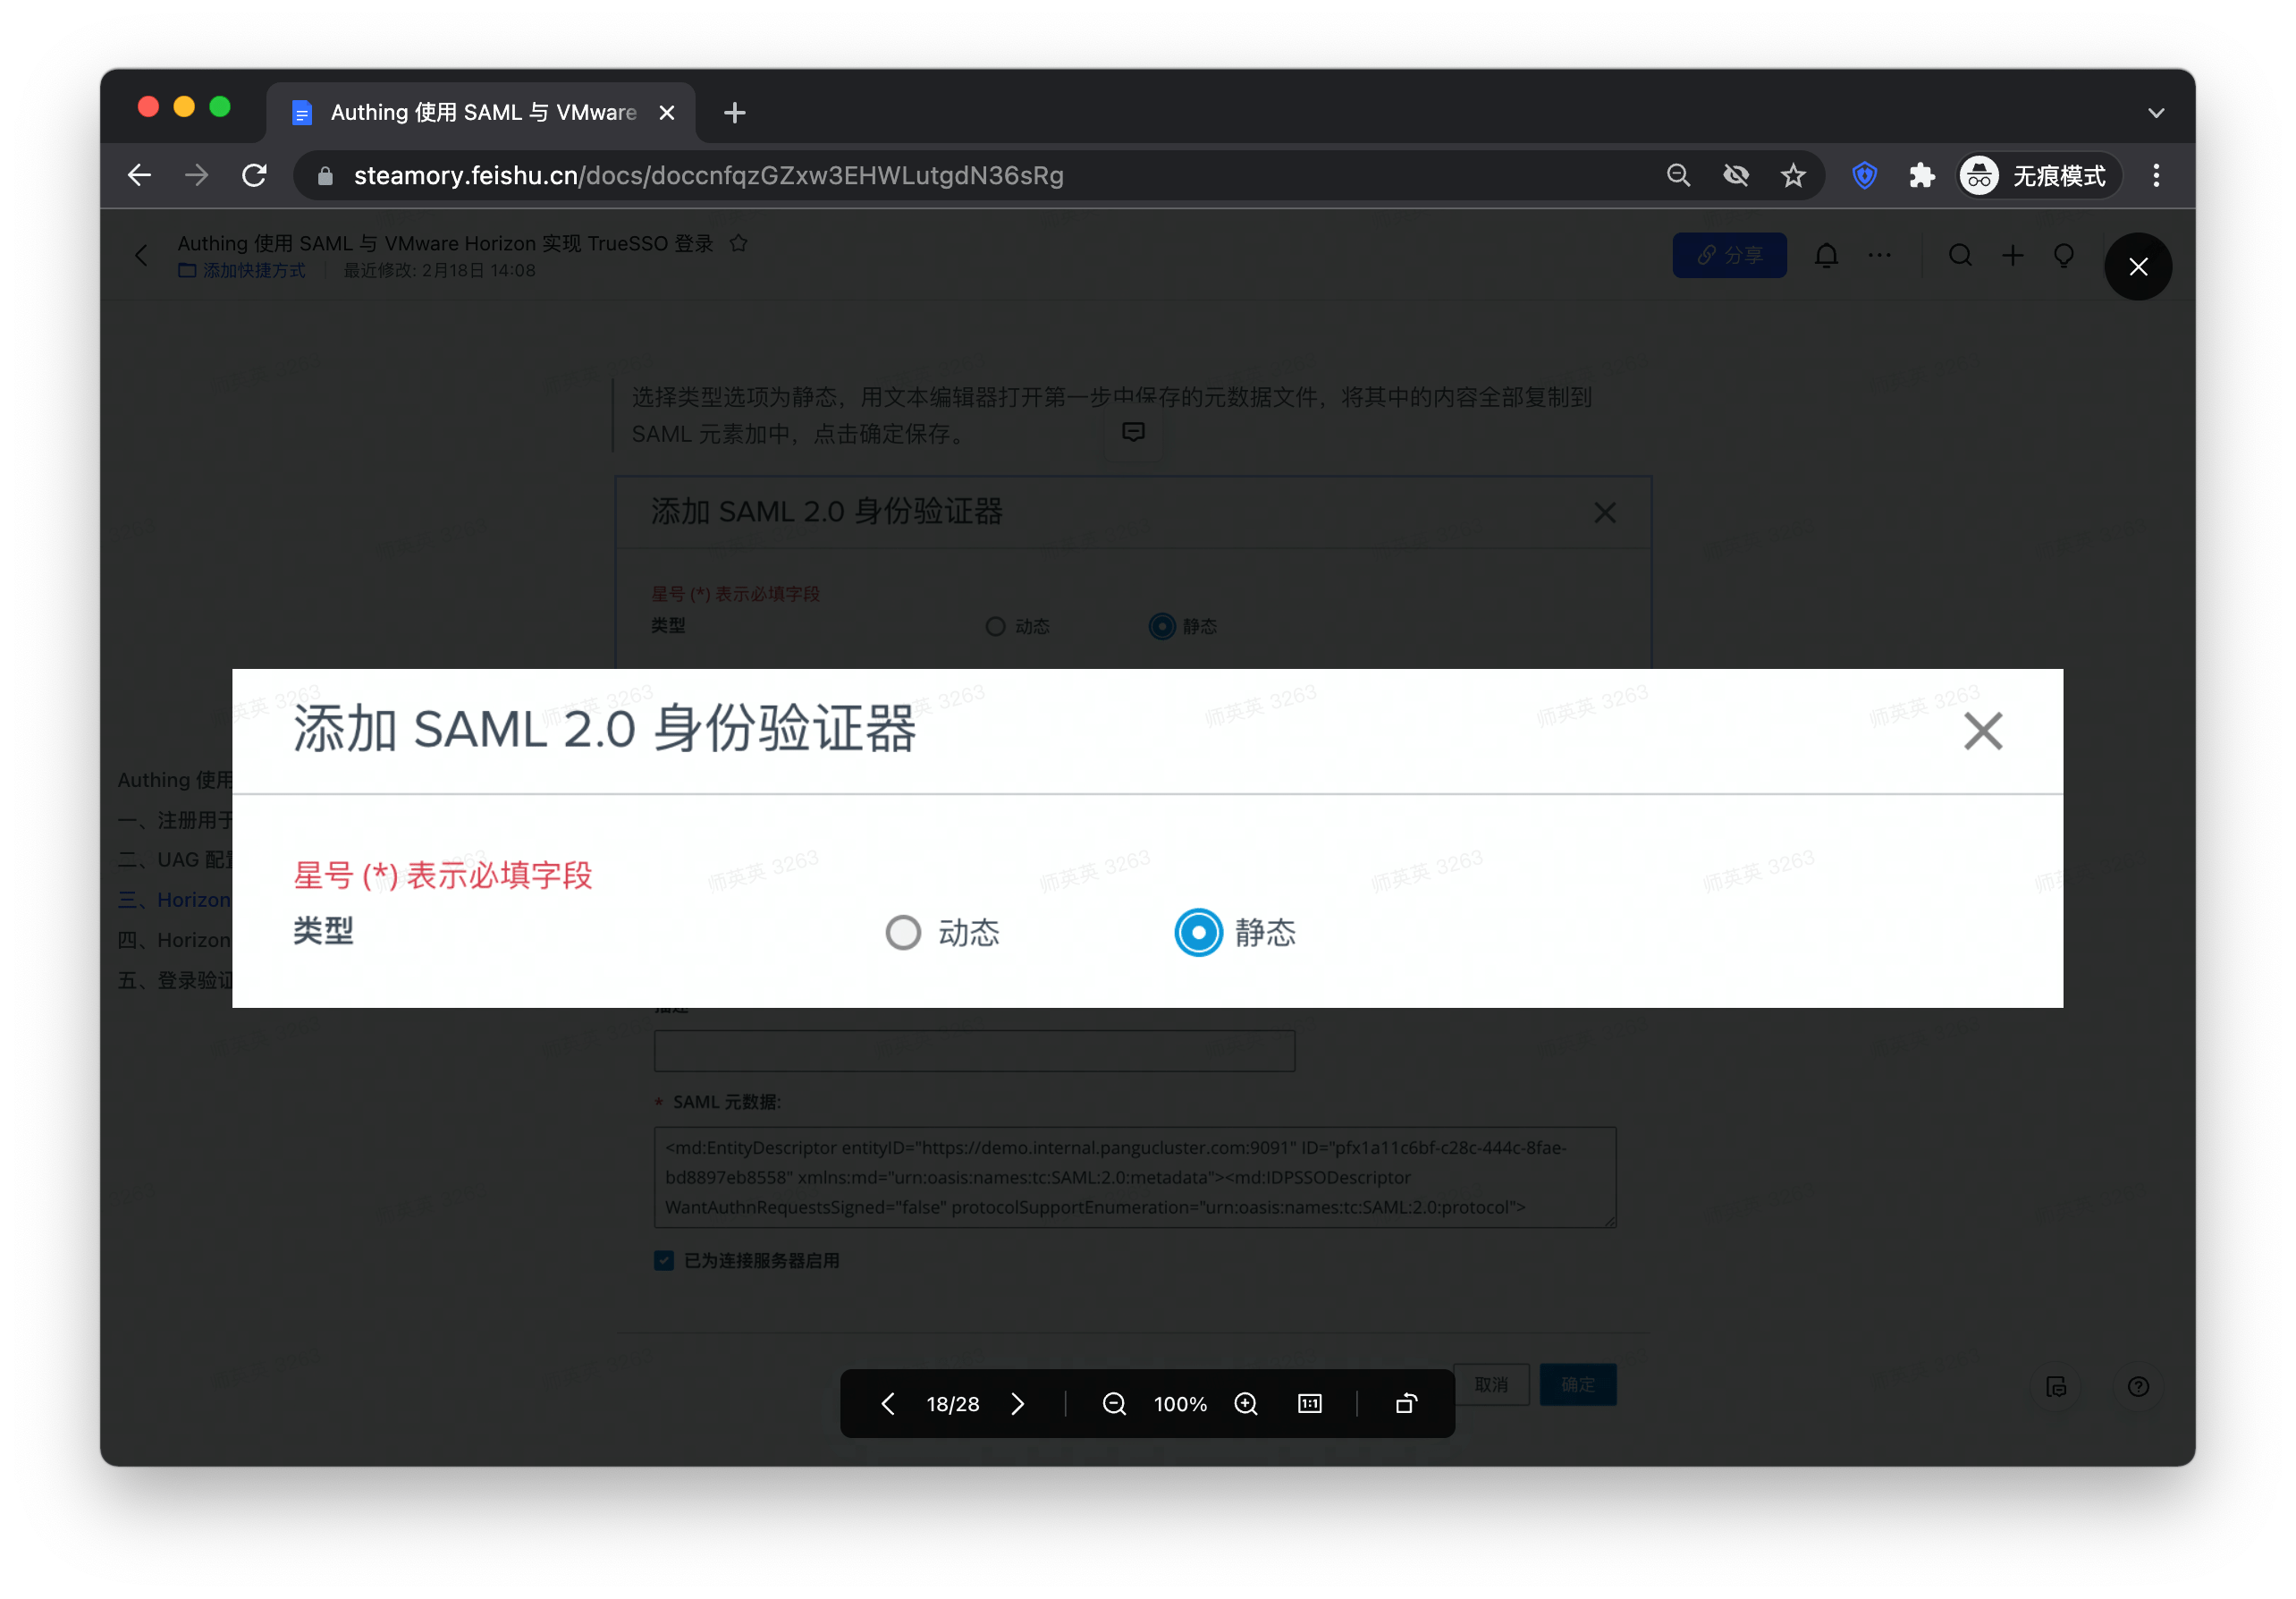 Authing 使用 SAML 与 VMware
steamory.feishu.cn/docs/doccnfqzGZxw3EHWLutgdN36sRg
无痕模式
Authing 使用 SAML 与 VMware Horizon 实现 TrueSSO 登录
添加快捷方式
最近修改: 2月18日 14:08
分享
选择类型选项为静态，用文本编辑器打开第一步中保存的元数据文件，将其中的内容全部复制到
SAML 元素加中，点击确定保存。
添加 SAML 2.0 身份验证器
星号 (*) 表示必填字段
类型
动态
静态
添加 SAML 2.0 身份验证器
星号 (*) 表示必填字段
类型
动态
静态
师英英 3263
Authing 使用
一、注册用于
二、UAG 配置
三、Horizon
四、Horizon
五、登录验证
描述
* SAML 元数据:
<md:EntityDescriptor entityID="https://demo.internal.pangucluster.com:9091" ID="pfx1a11c6bf-c28c-444c-8fae-
bd8897eb8558" xmlns:md="urn:oasis:names:tc:SAML:2.0:metadata"><md:IDPSSODescriptor
WantAuthnRequestsSigned="false" protocolSupportEnumeration="urn:oasis:names:tc:SAML:2.0:protocol">
已为连接服务器启用
取消
确定
18/28
100%
1:1